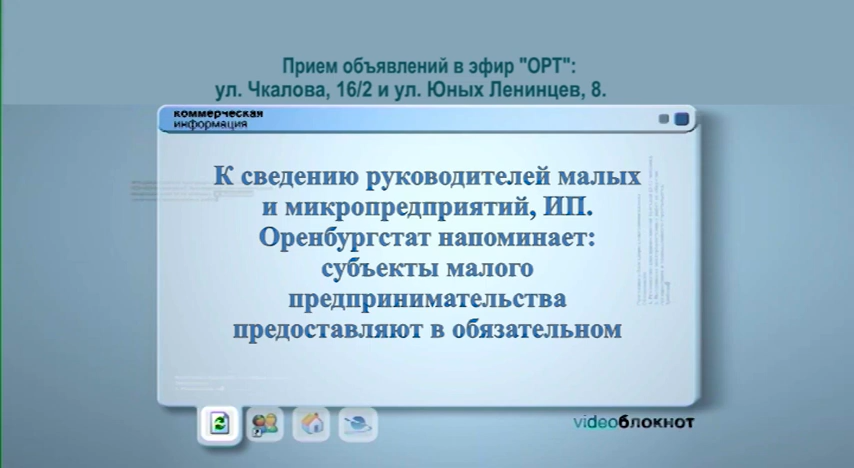 Прием объявлений в эфир "ОРТ":
ул. Чкалова, 16/2 и ул. Юных Ленинцев, 8.
коммерческая
информация
К сведению руководителей малых
и микропредприятий, ИП.
Оренбургстат напоминает:
субъекты малого
предпринимательства
предоставляют в обязательном
videoблокнот